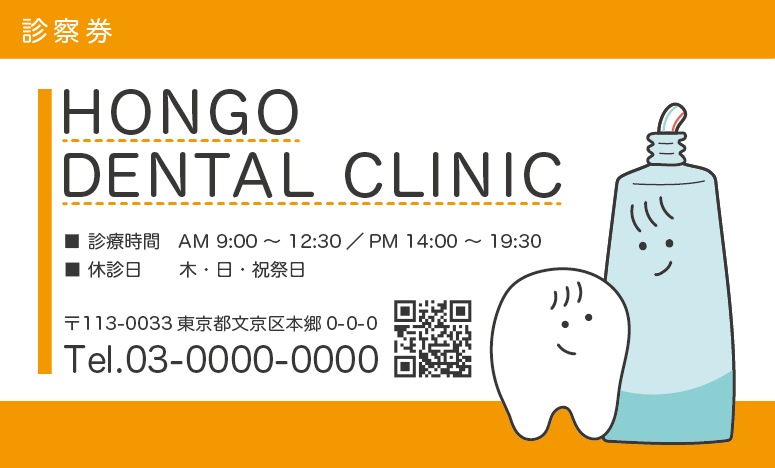 診察券
HONGO
DENTAL CLINIC
■ 診療時間　AM 9:00 〜 12:30／PM 14:00 〜 19:30
■ 休診日　　木・日・祝祭日
〒113-0033 東京都文京区本郷 0-0-0
Tel.03-0000-0000